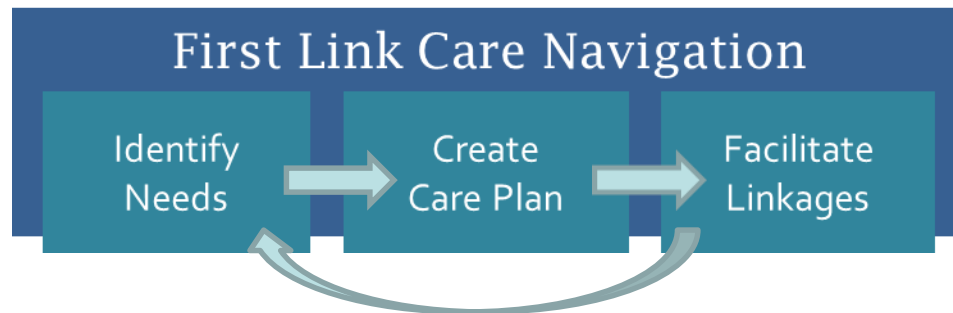 First Link Care Navigation
Identify
Needs
Create
Care Plan
Facilitate
Linkages